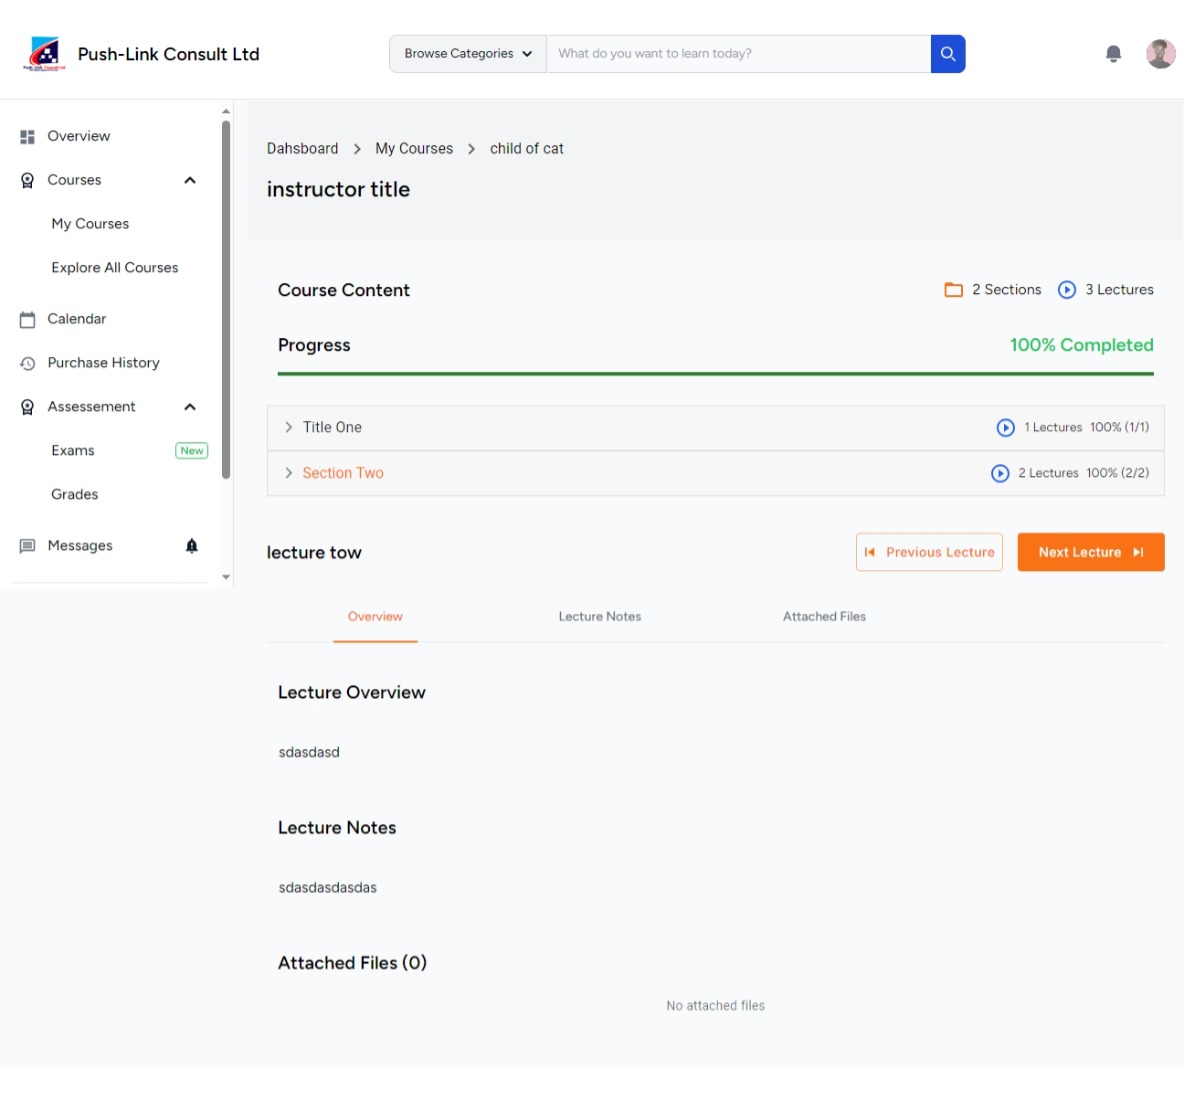 Push-Link Consult Ltd
Browse Categories
What do you want to learn today?
Overview
Courses
My Courses
Explore All Courses
Calendar
Purchase History
Assessement
Exams New
Grades
Messages
Dahsboard > My Courses > child of cat
instructor title
Course Content
2 Sections 3 Lectures
Progress
100% Completed
Title One
1 Lectures 100% (1/1)
Section Two
2 Lectures 100% (2/2)
lecture tow
Previous Lecture
Next Lecture
Overview
Lecture Notes
Attached Files
Lecture Overview
sdasdasd
Lecture Notes
sdasdasdasdas
Attached Files (0)
No attached files